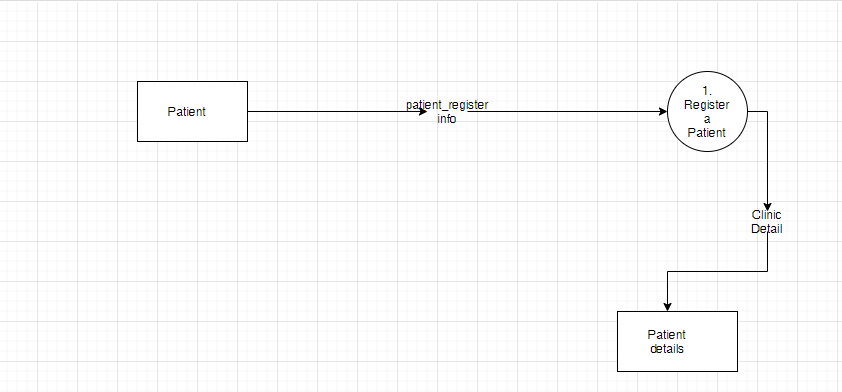 Patient
patient_register
info
1.
Register
a
Patient
Clinic
Detail
Patient
details